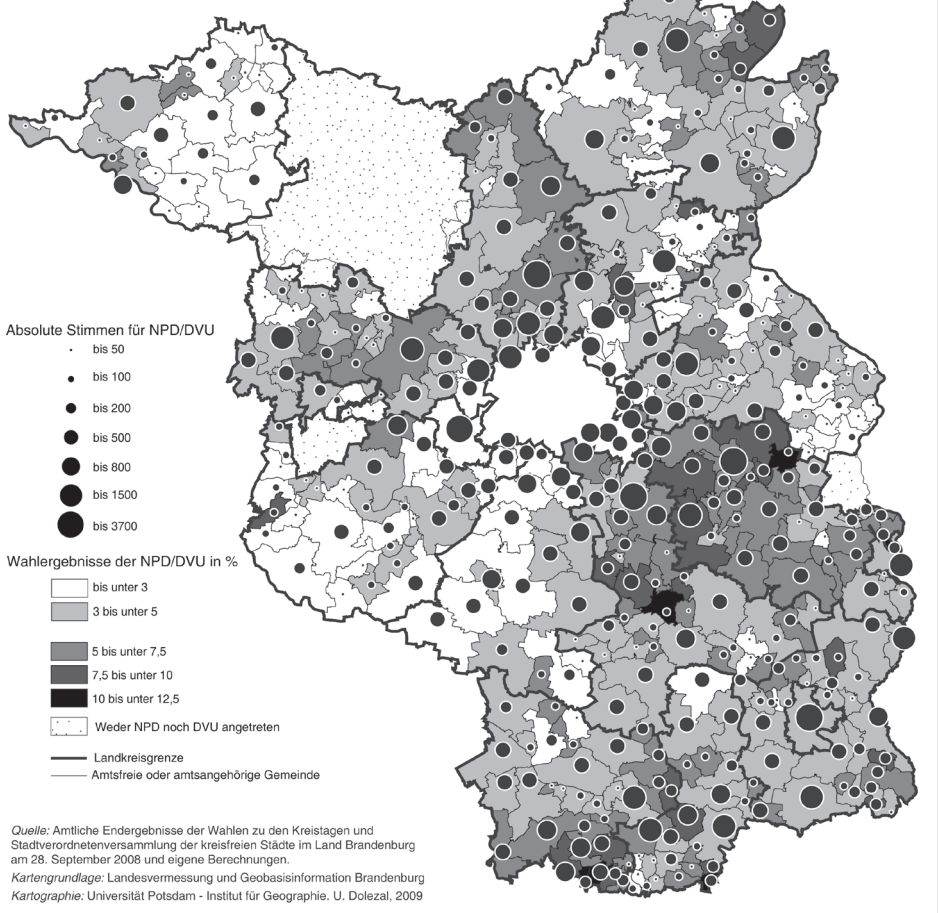 Absolute Stimmen für NPD/DVU
bis 50
bis 100
bis 200
bis 500
bis 800
bis 1500
bis 3700
Wahlergebnisse der NPD/DVU in %
bis unter 3
3 bis unter 5
5 bis unter 7,5
7,5 bis unter 10
10 bis unter 12,5
Weder NPD noch DVU angetreten
Landkreisgrenze
Amtsfreie oder amtsangehörige Gemeinde
Quelle: Amtliche Endergebnisse der Wahlen zu den Kreistagen und
Stadtverordnetenversammlung der kreisfreien Städte im Land Brandenburg
am 28. September 2008 und eigene Berechnungen.
Kartengrundlage: Landesvermessung und Geobasisinformation Brandenburg
Kartographie: Universität Potsdam - Institut für Geographie. U. Dolezal, 2009